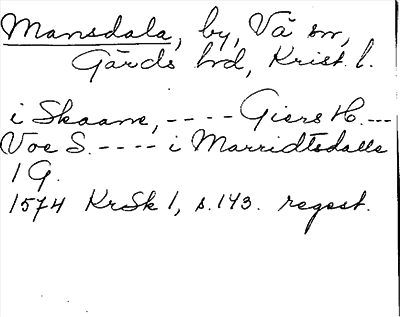 Mansdala, by, Vä sn,
Gärds hd, Krist. l.
i Skaane, ---- Giers H. ---
Voe S. ---- i Marridtsdalle
1 G.
1574 KrSk 1, s. 143. regest.